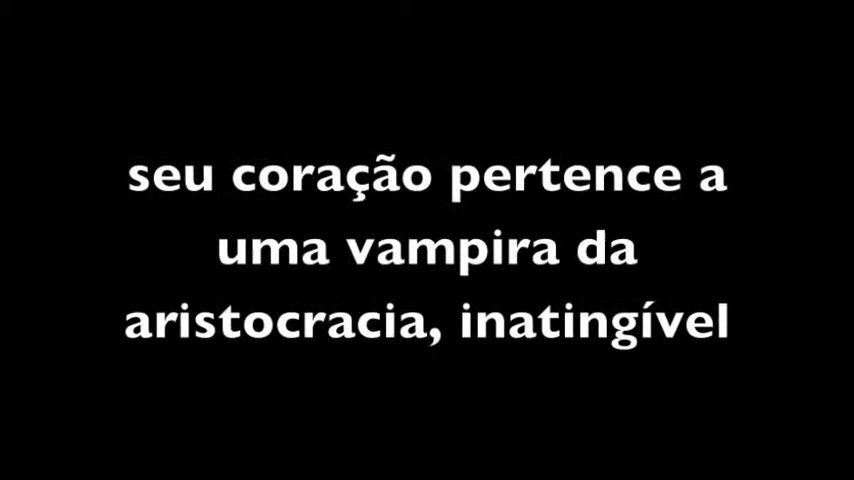 seu coração pertence a
uma vampira da
aristocracia, inatingível